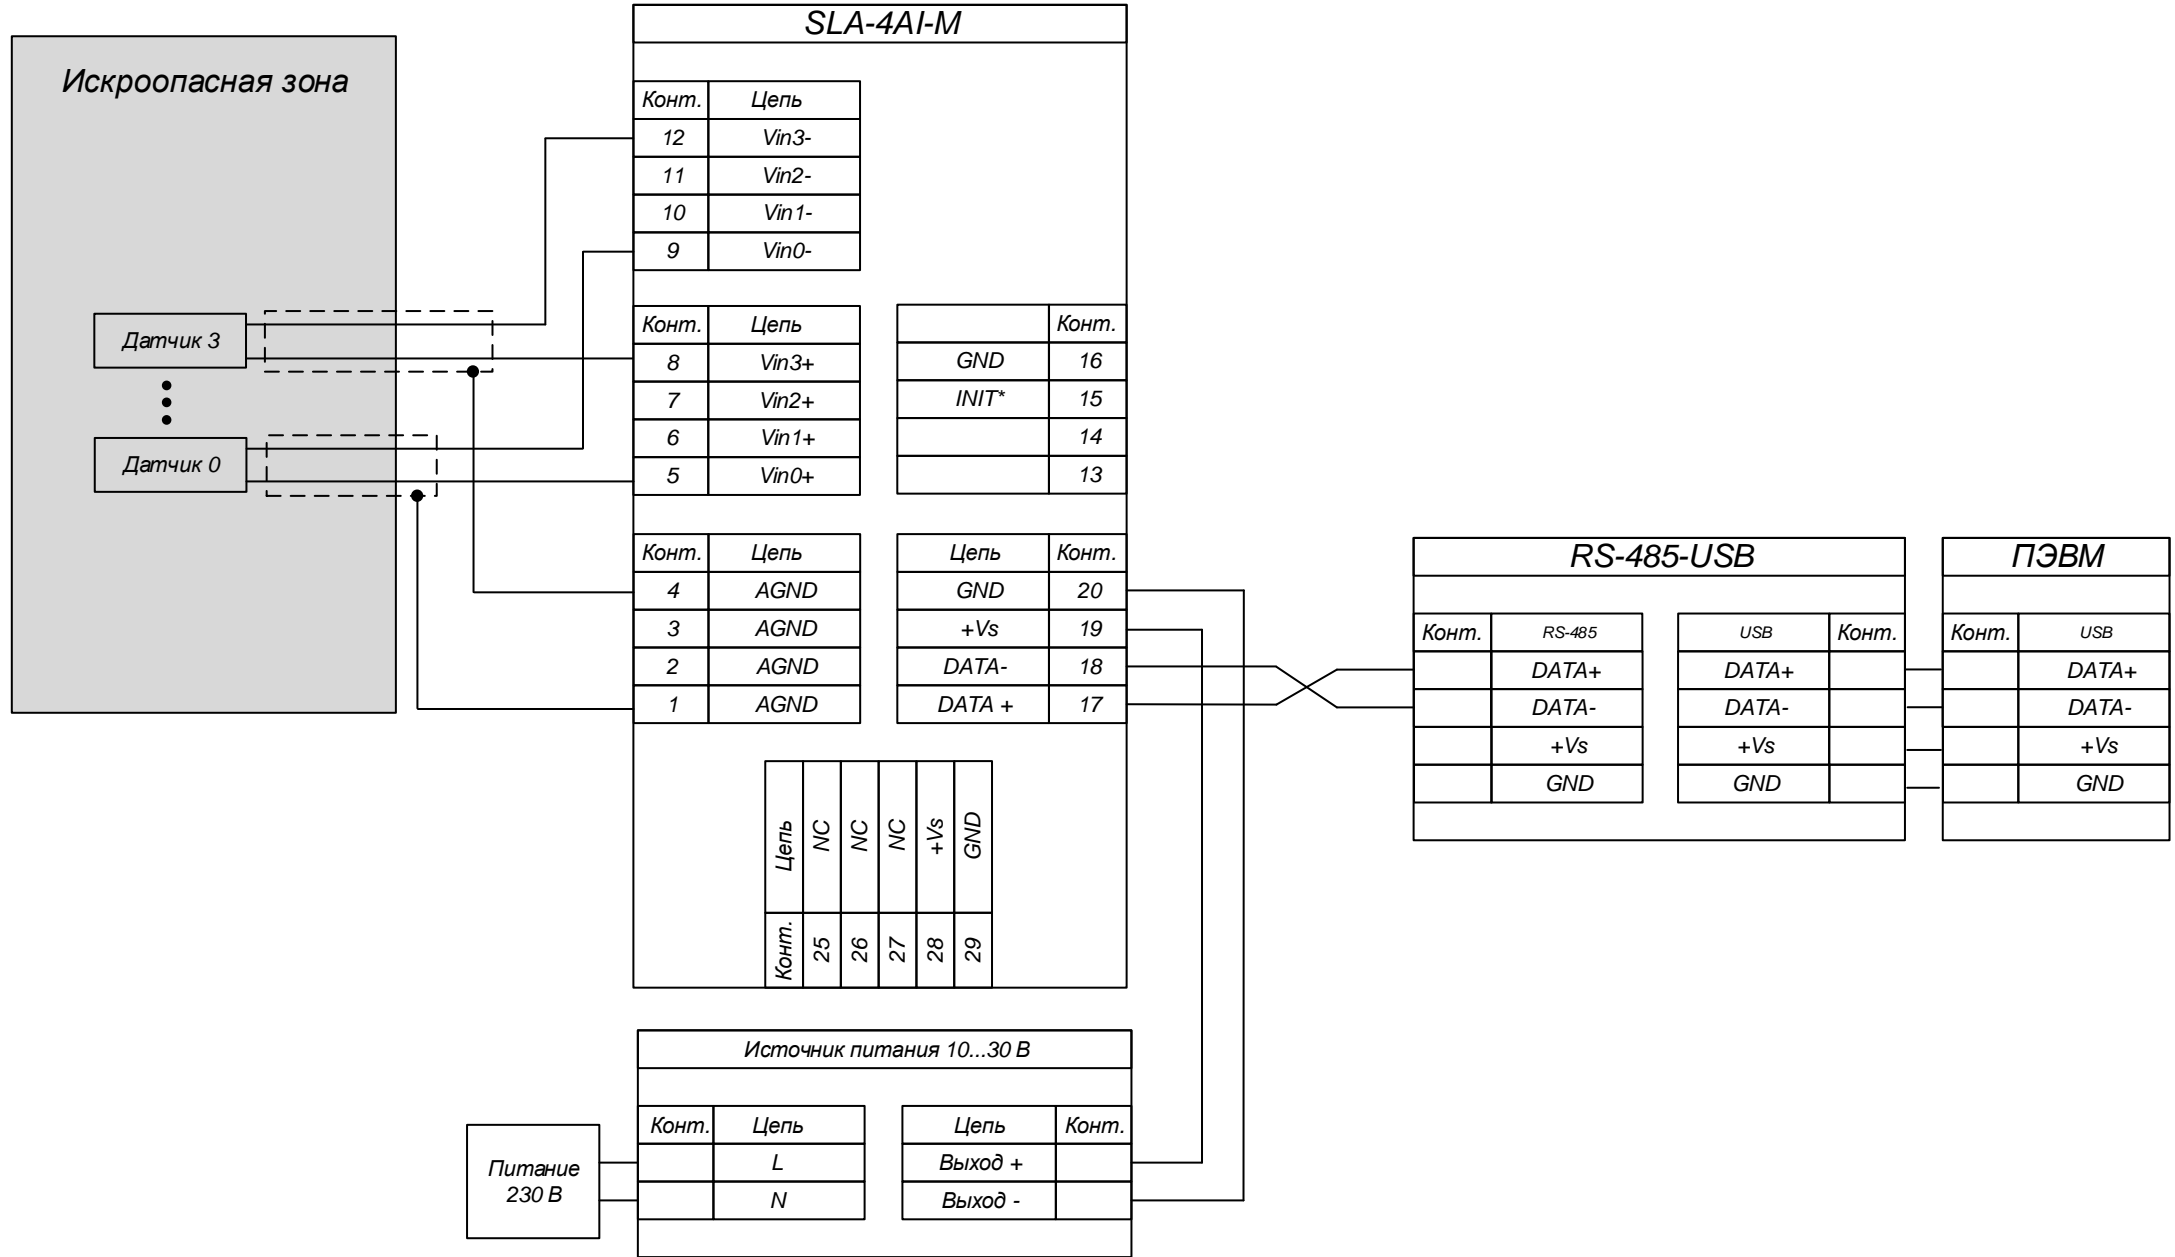 SLA-4AI-M
Искроопасная зона
Конт. Цепь
12 Vin3-
11 Vin2-
10 Vin1-
9 Vin0-
Датчик 3
Датчик 0
Конт. Цепь
8 Vin3+
7 Vin2+
6 Vin1+
5 Vin0+
Конт.
GND 16
INIT* 15
14
13
Конт. Цепь
4 AGND
3 AGND
2 AGND
1 AGND
Цепь Конт.
GND 20
+Vs 19
DATA- 18
DATA + 17
Конт. Цепь
25 NC
26 NC
27 NC
28 +Vs
29 GND
RS-485-USB
Конт. RS-485
DATA+
DATA-
+Vs
GND
USB Конт.
DATA+
DATA-
+Vs
GND
ПЭВМ
Конт. USB
DATA+
DATA-
+Vs
GND
Источник питания 10...30 В
Питание
230 В
Конт. Цепь
L
N
Цепь Конт.
Выход +
Выход -